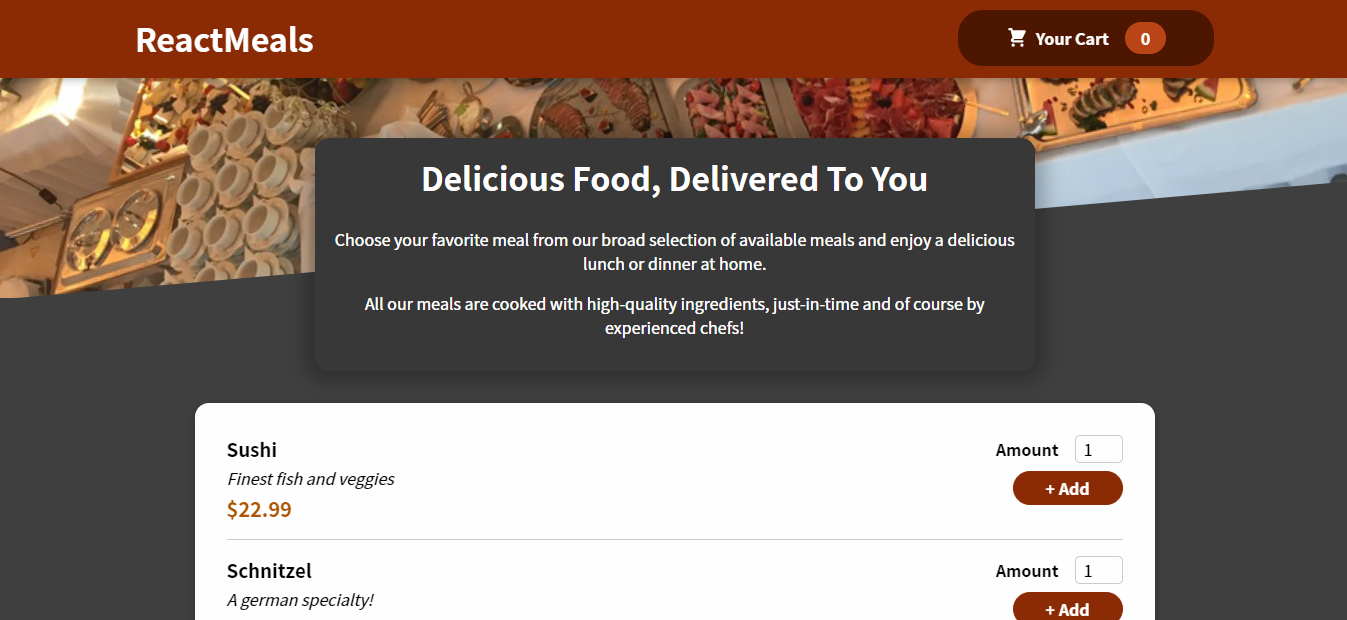 ReactMeals
Your Cart 0
Delicious Food, Delivered To You
Choose your favorite meal from our broad selection of available meals and enjoy a delicious
lunch or dinner at home.
All our meals are cooked with high-quality ingredients, just-in-time and of course by
experienced chefs!
Sushi
Amount 1
Finest fish and veggies
+ Add
$22.99
Schnitzel
Amount 1
A german specialty!
+ Add